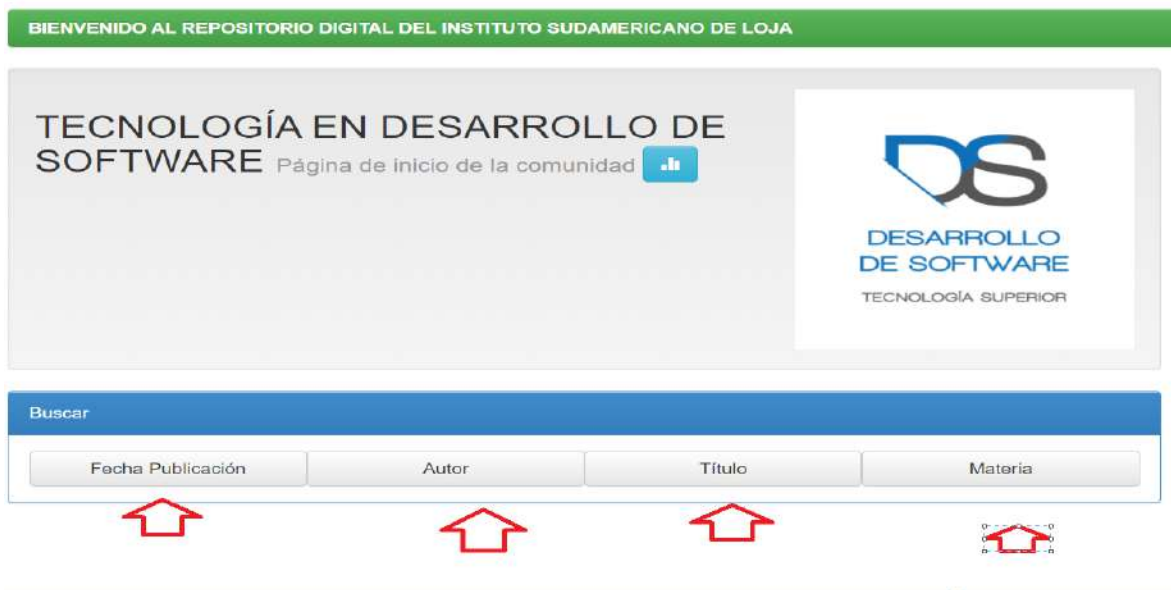 BIENVENIDO AL REPOSITORIO DIGITAL DEL INSTITUTO SUDAMERICANO DE LOJA
TECNOLOGÍA EN DESARROLLO DE
SOFTWARE Página de inicio de la comunidad
DS
DESARROLLO
DE SOFTWARE
TECNOLOGÍA SUPERIOR
Buscar
Fecha Publicación
Autor
Título
Materia